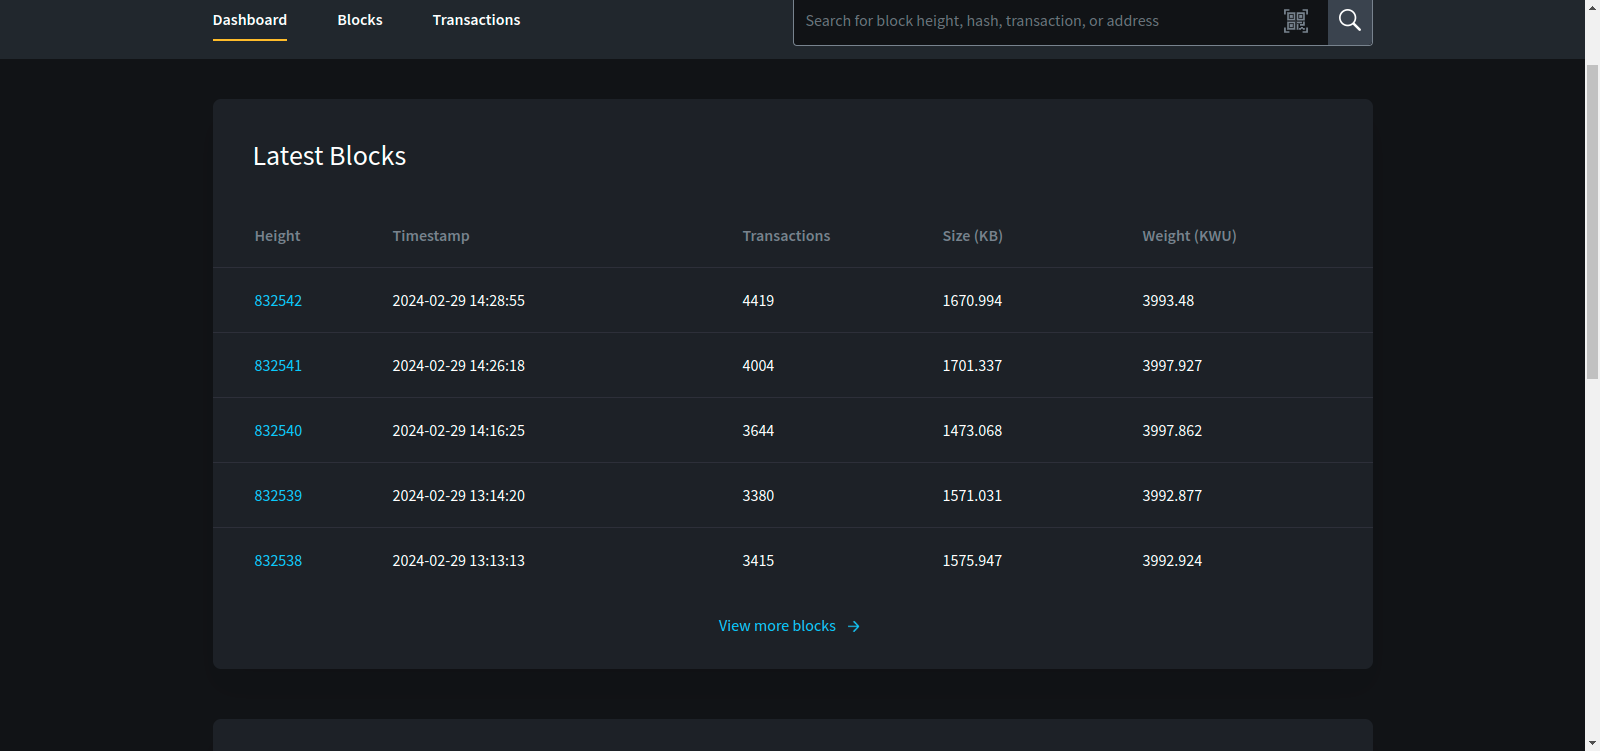 Dashboard Blocks Transactions Search for block height, hash, transaction, or address
Latest Blocks
Height Timestamp Transactions Size (KB) Weight (KWU)
832542 2024-02-29 14:28:55 4419 1670.994 3993.48
832541 2024-02-29 14:26:18 4004 1701.337 3997.927
832540 2024-02-29 14:16:25 3644 1473.068 3997.862
832539 2024-02-29 13:14:20 3380 1571.031 3992.877
832538 2024-02-29 13:13:13 3415 1575.947 3992.924
View more blocks →